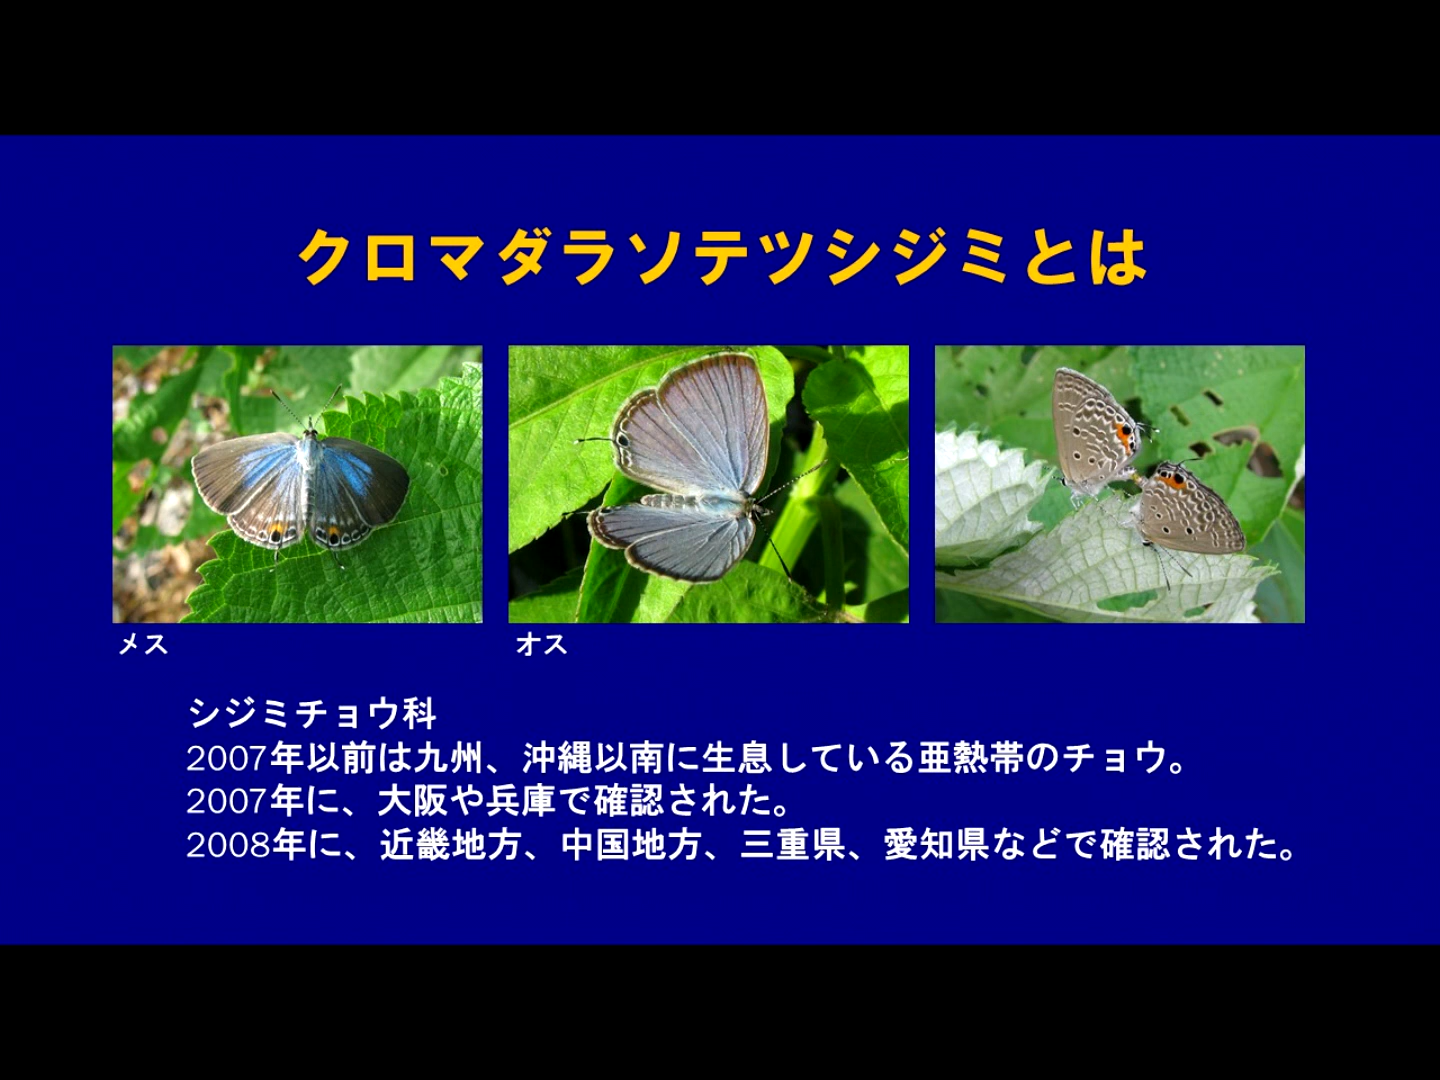 クロマダラソテツシジミとは
メス
オス
シジミチョウ科
2007年以前は九州、沖縄以南に生息している亜熱帯のチョウ。
2007年に、大阪や兵庫で確認された。
2008年に、近畿地方、中国地方、三重県、愛知県などで確認された。